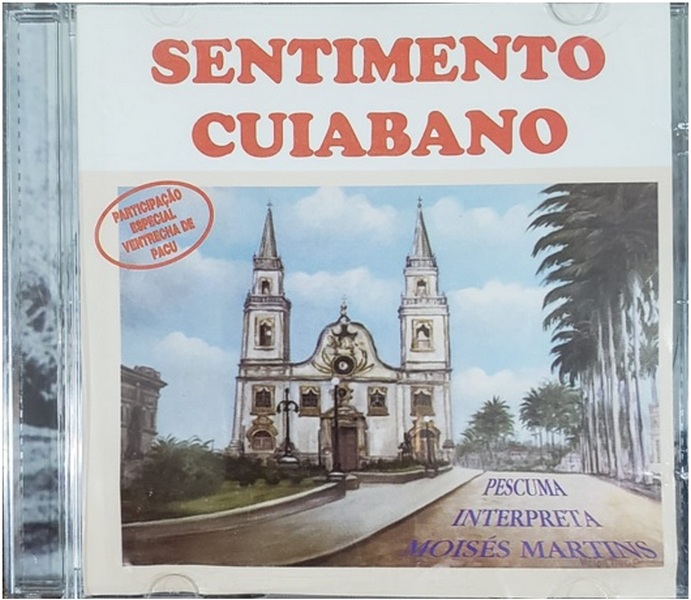 SENTIMENTO
CUIABANO
PARTICIPAÇÃO
ESPECIAL
VENTRECHA DE
PACU
PESCUMA
INTERPRETA
MOISÉS MARTINS